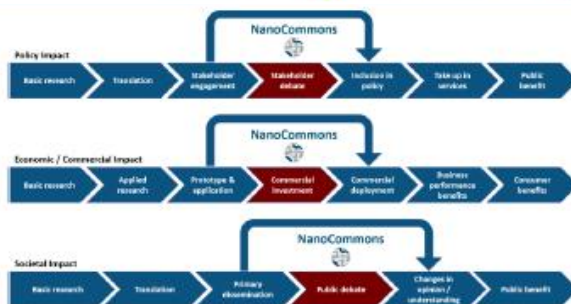 NanoCommons
Policy Impact
Basic research
Translation
Stakeholder
engagement
Stakeholder
debate
Inclusion in
policy
Take up in
services
Public
benefit
NanoCommons
Economic / Commercial Impact
Basic research
Applied
research
Prototype &
application
Commercial
investment
Commercial
deployment
Business
performance
benefits
Consumer
benefits
NanoCommons
Societal Impact
Basic research
Translation
Primary
dissemination
Public debate
Changes in
opinion /
understanding
Public benefit